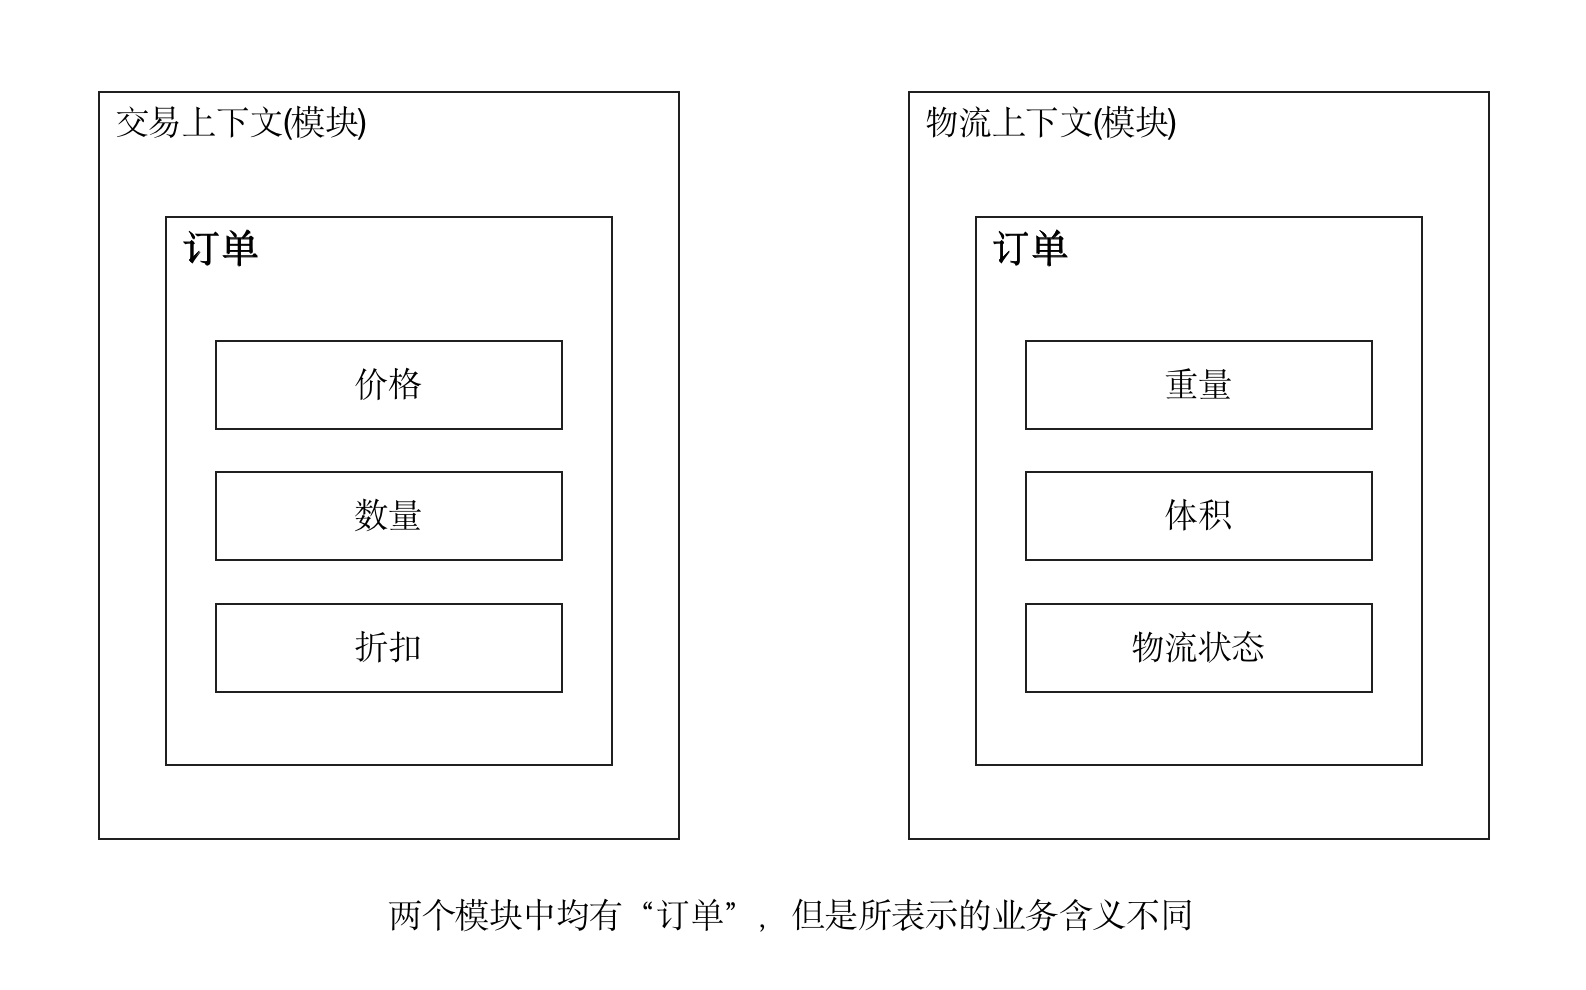 交易上下文(模块)
订单
价格
数量
折扣
物流上下文(模块)
订单
重量
体积
物流状态
两个模块中均有“订单”，但是所表示的业务含义不同